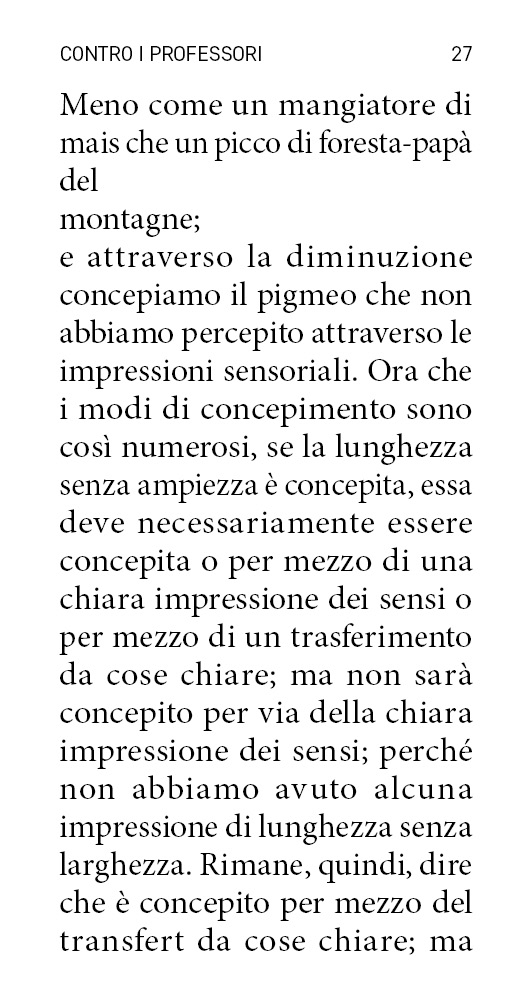 CONTRO I PROFESSORI 27
Meno come un mangiatore di
mais che un picco di foresta-papà
del
montagne;
e attraverso la diminuzione
concepiamo il pigmeo che non
abbiamo percepito attraverso le
impressioni sensoriali. Ora che
i modi di concepimento sono
così numerosi, se la lunghezza
senza ampiezza è concepita, essa
deve necessariamente essere
concepita o per mezzo di una
chiara impressione dei sensi o
per mezzo di un trasferimento
da cose chiare; ma non sarà
concepito per via della chiara
impressione dei sensi; perché
non abbiamo avuto alcuna
impressione di lunghezza senza
larghezza. Rimane, quindi, dire
che è concepito per mezzo del
transfert da cose chiare; ma